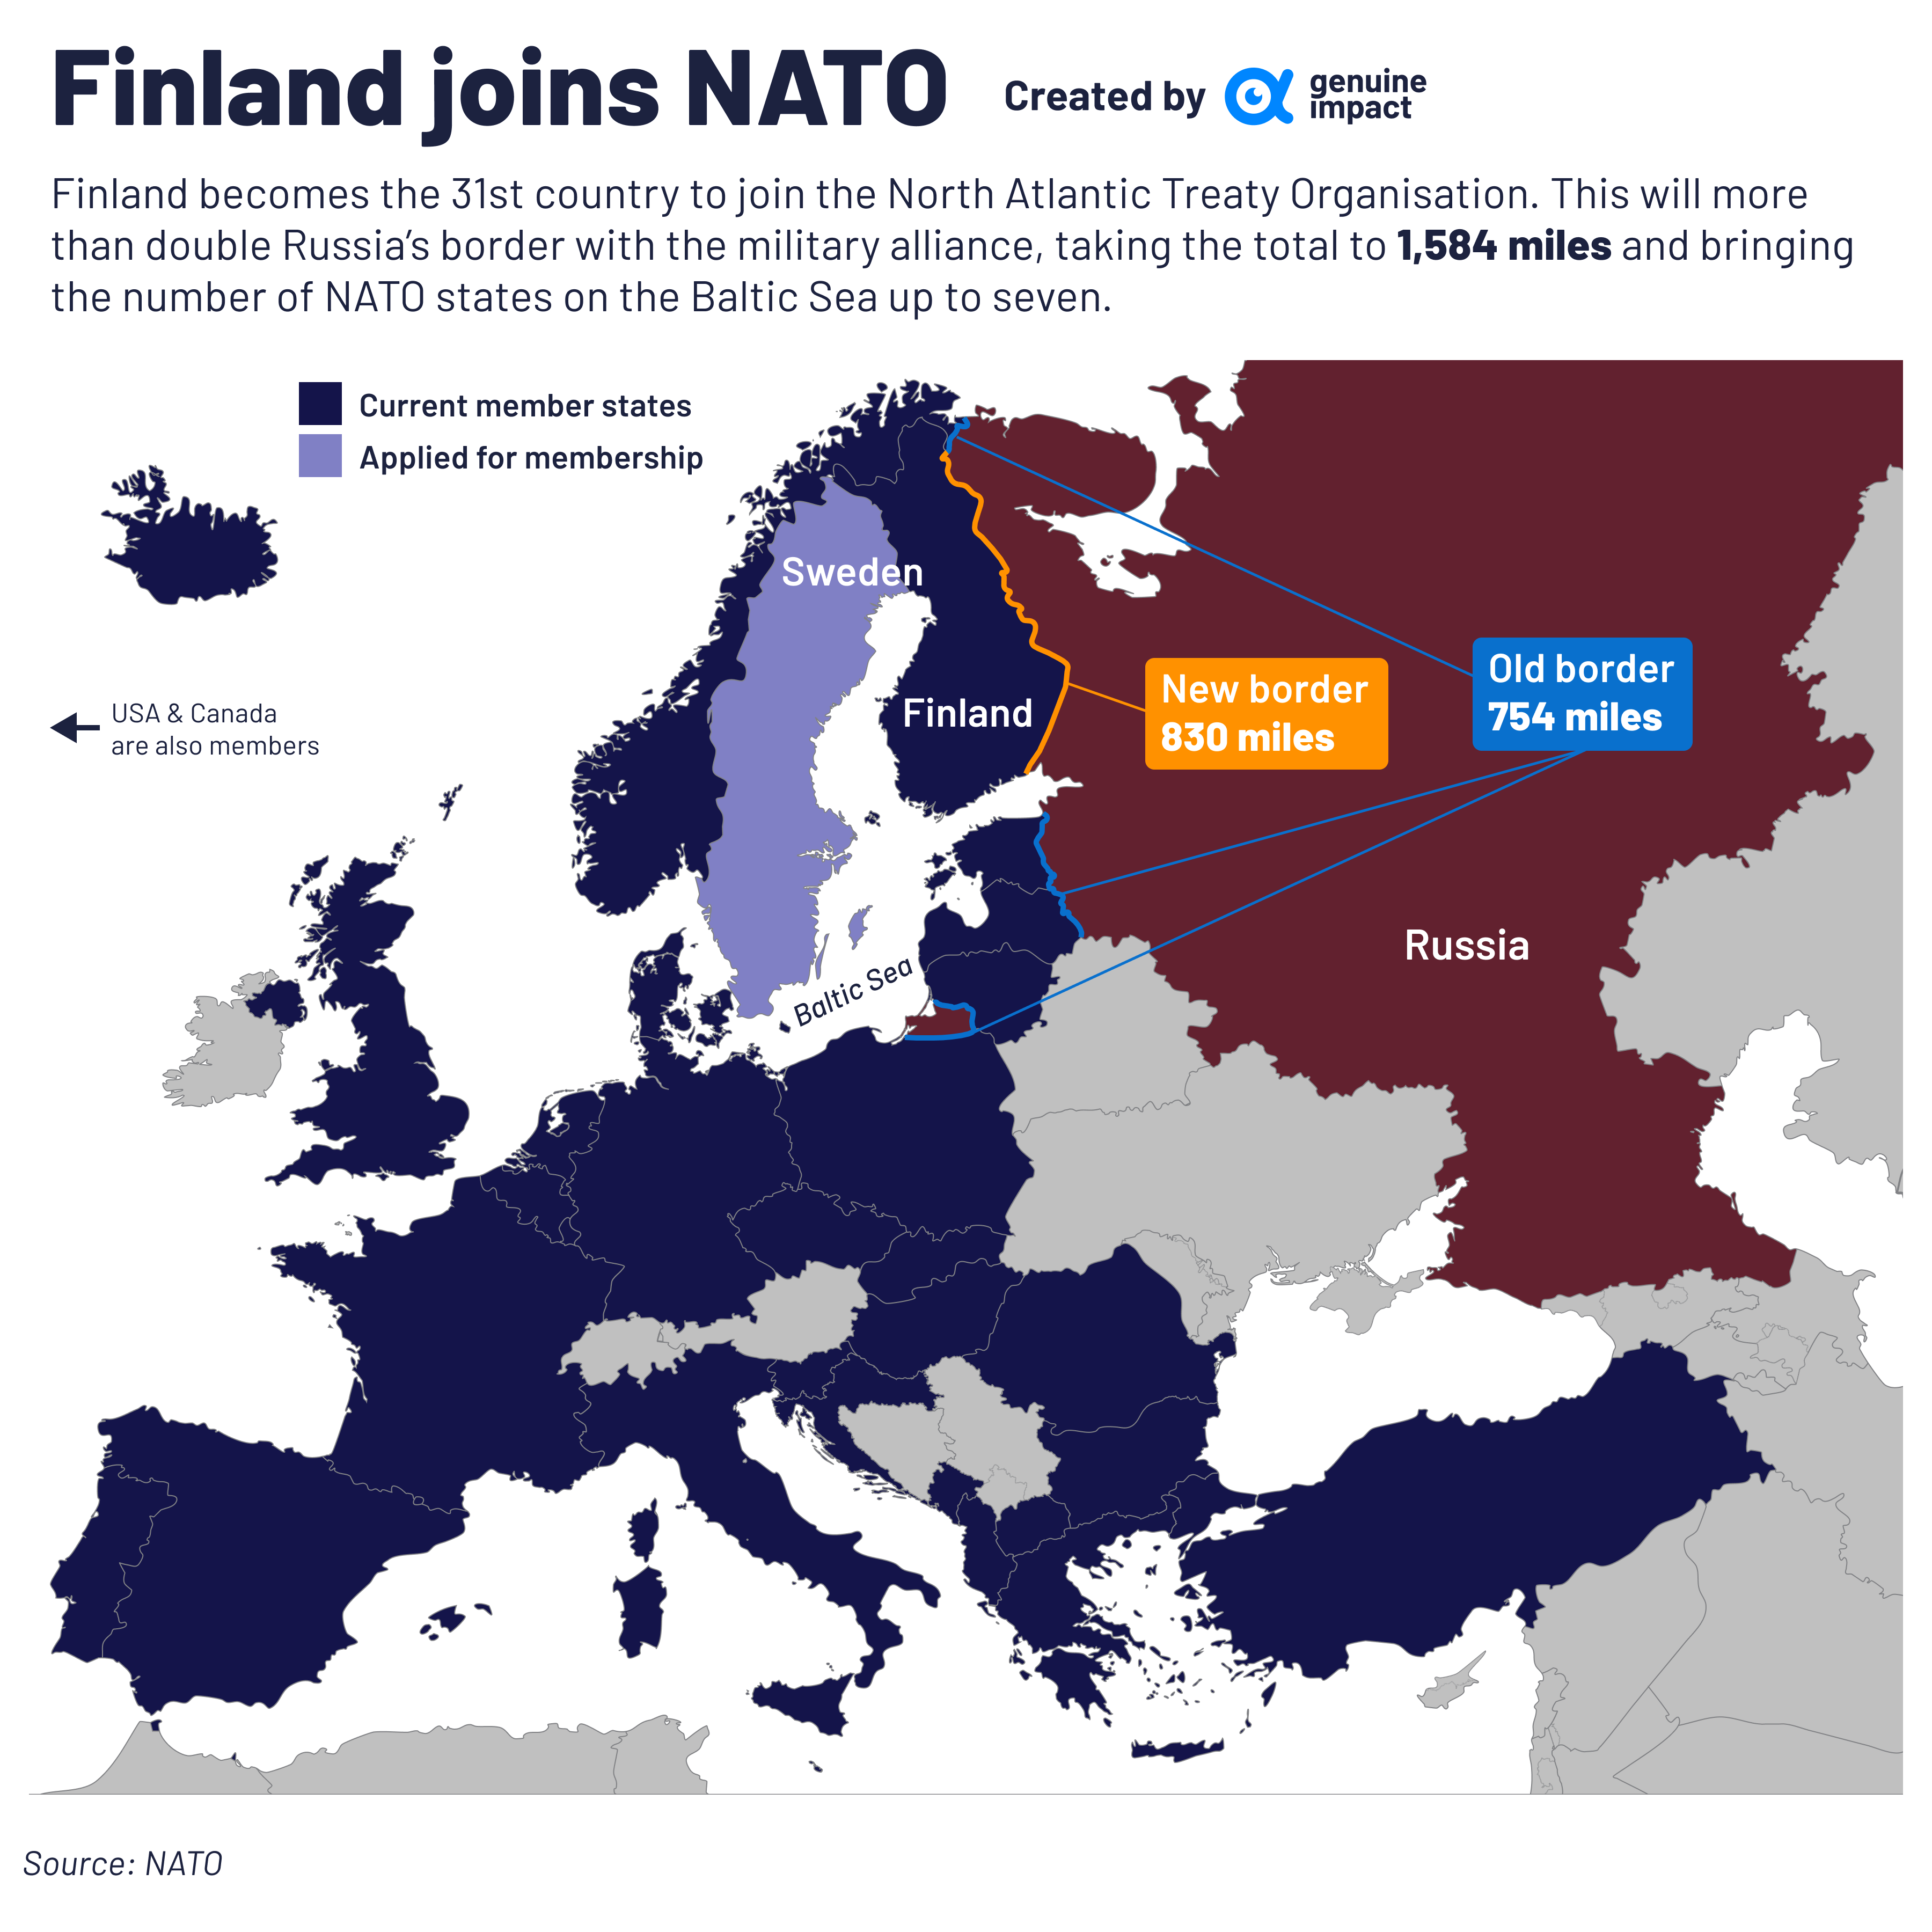 Finland joins NATO
Created by genuine impact
Finland becomes the 31st country to join the North Atlantic Treaty Organisation. This will more
than double Russia's border with the military alliance, taking the total to 1,584 miles and bringing
the number of NATO states on the Baltic Sea up to seven.
Current member states
Applied for membership
Sweden
Old border
754 miles
New border
830 miles
Finland
USA & Canada
are also members
Russia
Baltic Sea
Source: NATO